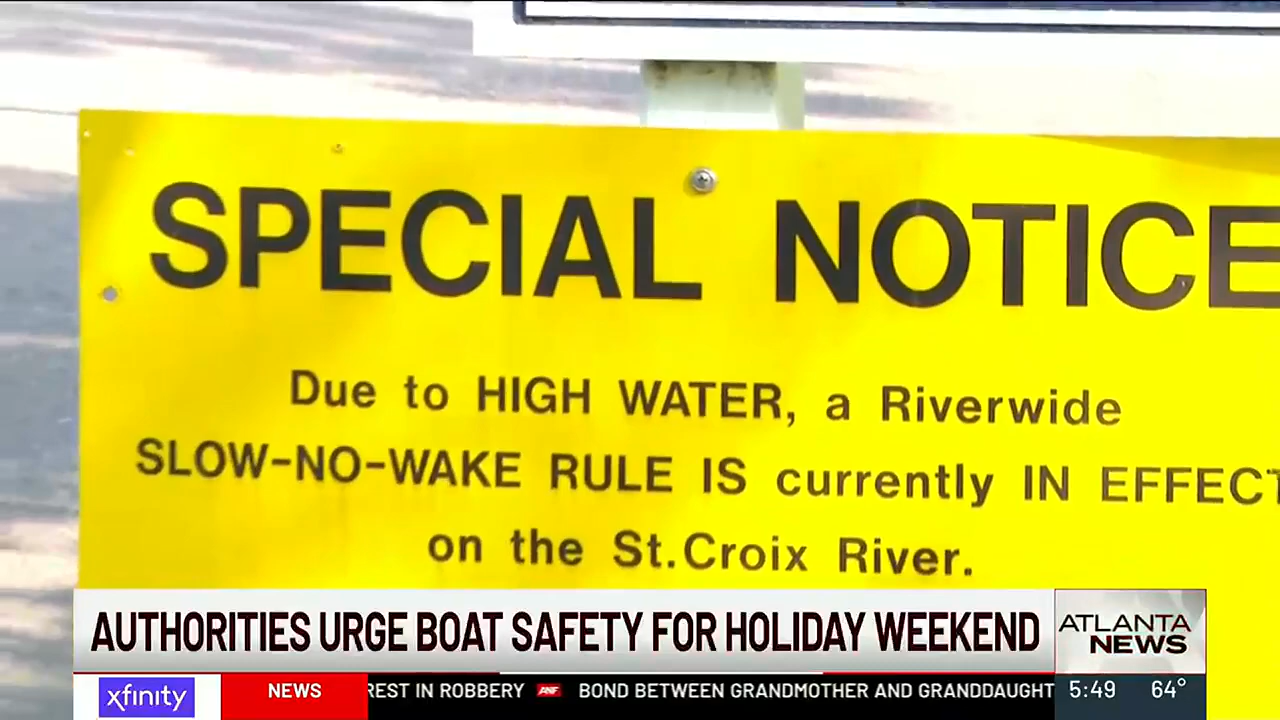 SPECIAL NOTICE
Due to HIGH WATER, a Riverwide
SLOW-NO-WAKE RULE IS currently IN EFFECT
on the St.Croix River.
AUTHORITIES URGE BOAT SAFETY FOR HOLIDAY WEEKEND
ATLANTA
NEWS
xfinity
NEWS
REST IN ROBBERY ANF BOND BETWEEN GRANDMOTHER AND GRANDDAUGHT
5:49 64°